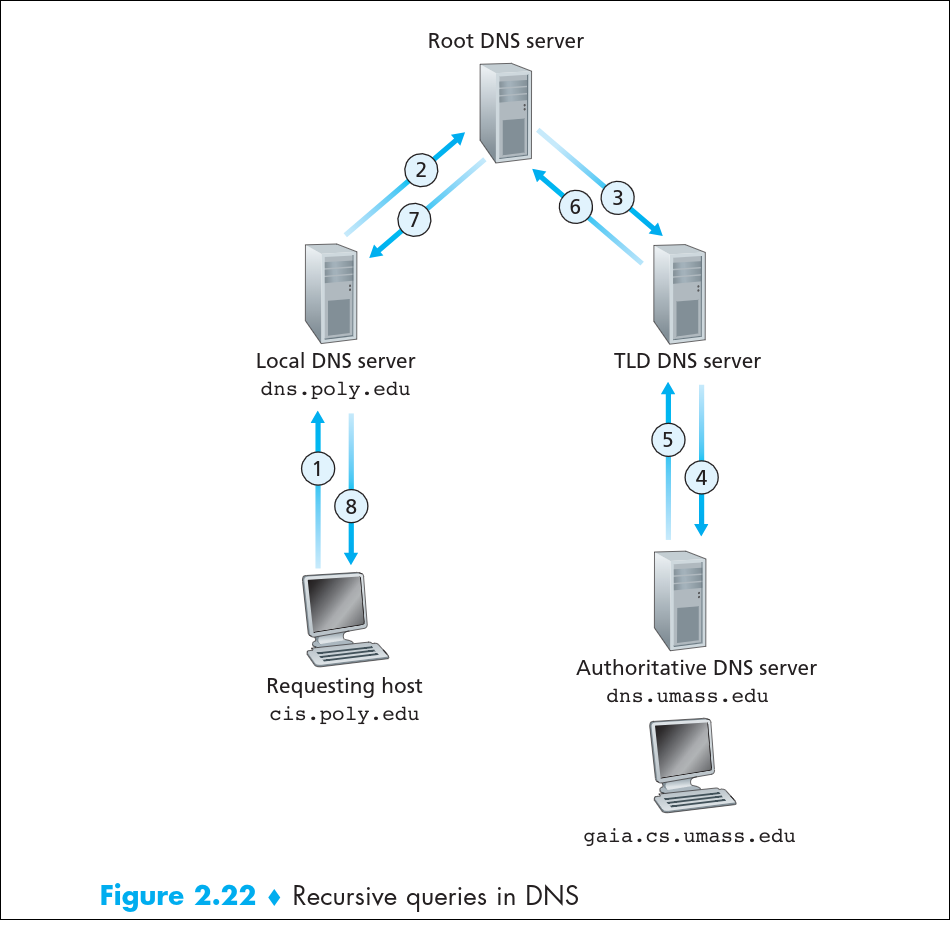 Root DNS server
2
7
6
3
Local DNS server
dns.poly.edu
TLD DNS server
1
8
5
4
Requesting host
cis.poly.edu
Authoritative DNS server
dns.umass.edu
gaia.cs.umass.edu
Figure 2.22 ♦ Recursive queries in DNS